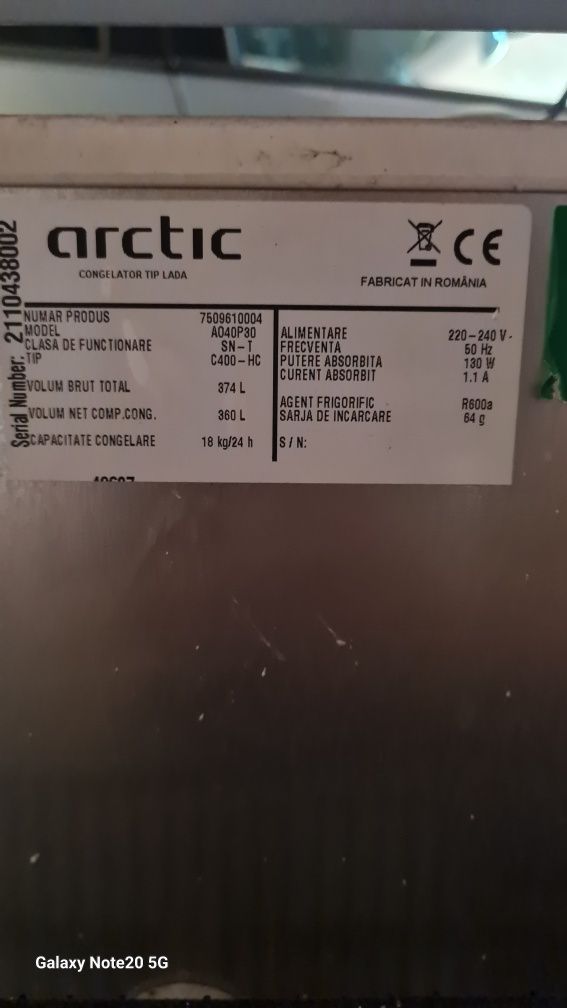 arctic
CONGELATOR TIP LADA
CE
FABRICAT IN ROMÂNIA
Serial Number: 2110438002
NUMAR PRODUS 7509610004
MODEL AO40P30
CLASA DE FUNCTIONARE SN-T
TIP C400-HC
VOLUM BRUT TOTAL 374 L
VOLUM NET COMP.CONG. 360 L
CAPACITATE CONGELARE 18 kg/24 h
ALIMENTARE 220-240 V-
FRECVENTA 50 Hz
PUTERE ABSORBITA 130 W
CURENT ABSORBIT 1.1 A
AGENT FRIGORIFIC R600a
SARJA DE INCARCARE 64 g
S/N:
Galaxy Note20 5G